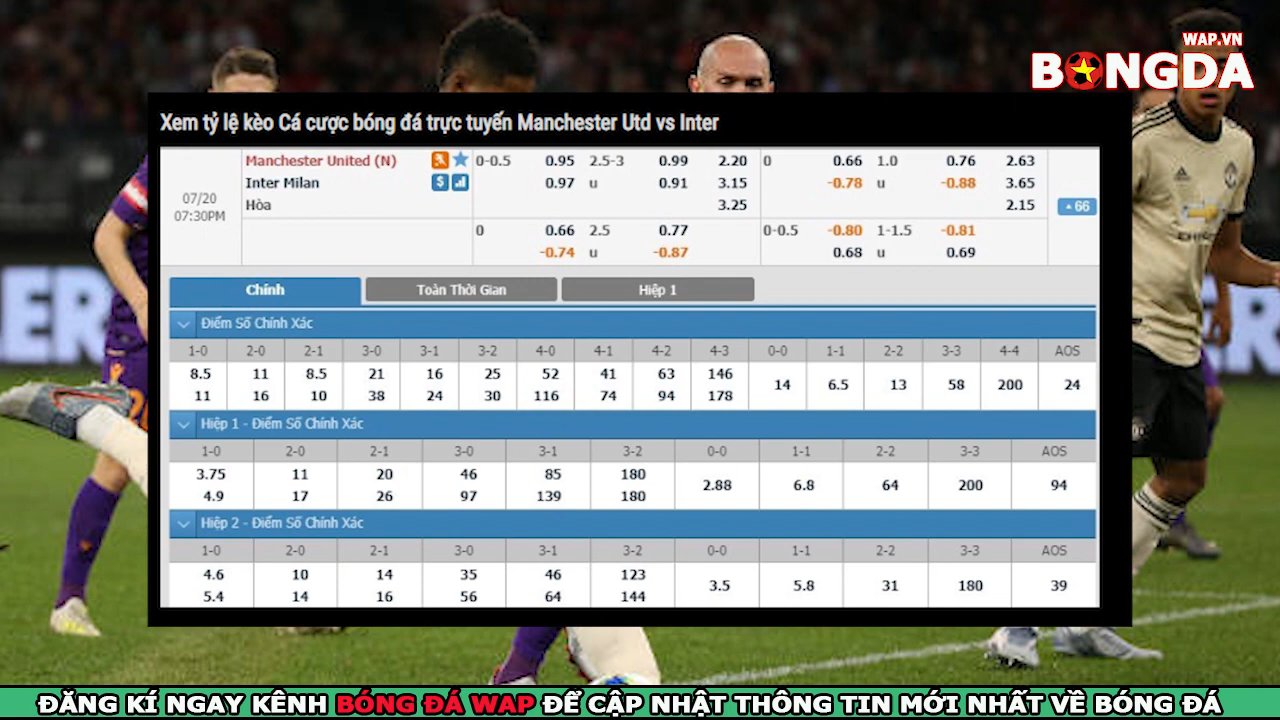 WAP.VN
BONGDA
Xem tỷ lệ kèo Cá cược bóng đá trực tuyến Manchester Utd vs Inter
07/20
07:30PM
Manchester United (N) 0-0.5 0.95 2.5-3 0.99 2.20 0 0.66 1.0 0.76 2.63
Inter Milan $ 0.97 u 0.91 3.15 -0.78 u -0.88 3.65
Hòa 3.25 2.15
66
0 0.66 2.5 0.77 0-0.5 -0.80 1-1.5 -0.81
-0.74 u -0.87 0.68 u 0.69
Chính Toàn Thời Gian Hiệp 1
Điểm Số Chính Xác
1-0 2-0 2-1 3-0 3-1 3-2 4-0 4-1 4-2 4-3 0-0 1-1 2-2 3-3 4-4 AOS
8.5 11 8.5 21 16 25 52 41 63 146
14 6.5 13 58 200 24
11 16 10 38 24 30 116 74 94 178
Hiệp 1 - Điểm Số Chính Xác
1-0 2-0 2-1 3-0 3-1 3-2 0-0 1-1 2-2 3-3 AOS
3.75 11 20 46 85 180
2.88 6.8 64 200 94
4.9 17 26 97 139 180
Hiệp 2 - Điểm Số Chính Xác
1-0 2-0 2-1 3-0 3-1 3-2 0-0 1-1 2-2 3-3 AOS
4.6 10 14 35 46 123
3.5 5.8 31 180 39
5.4 14 16 56 64 144
ĐĂNG KÍ NGAY KÊNH BÓNG ĐÁ WAP ĐỂ CẬP NHẬT THÔNG TIN MỚI NHẤT VỀ BÓNG ĐÁ